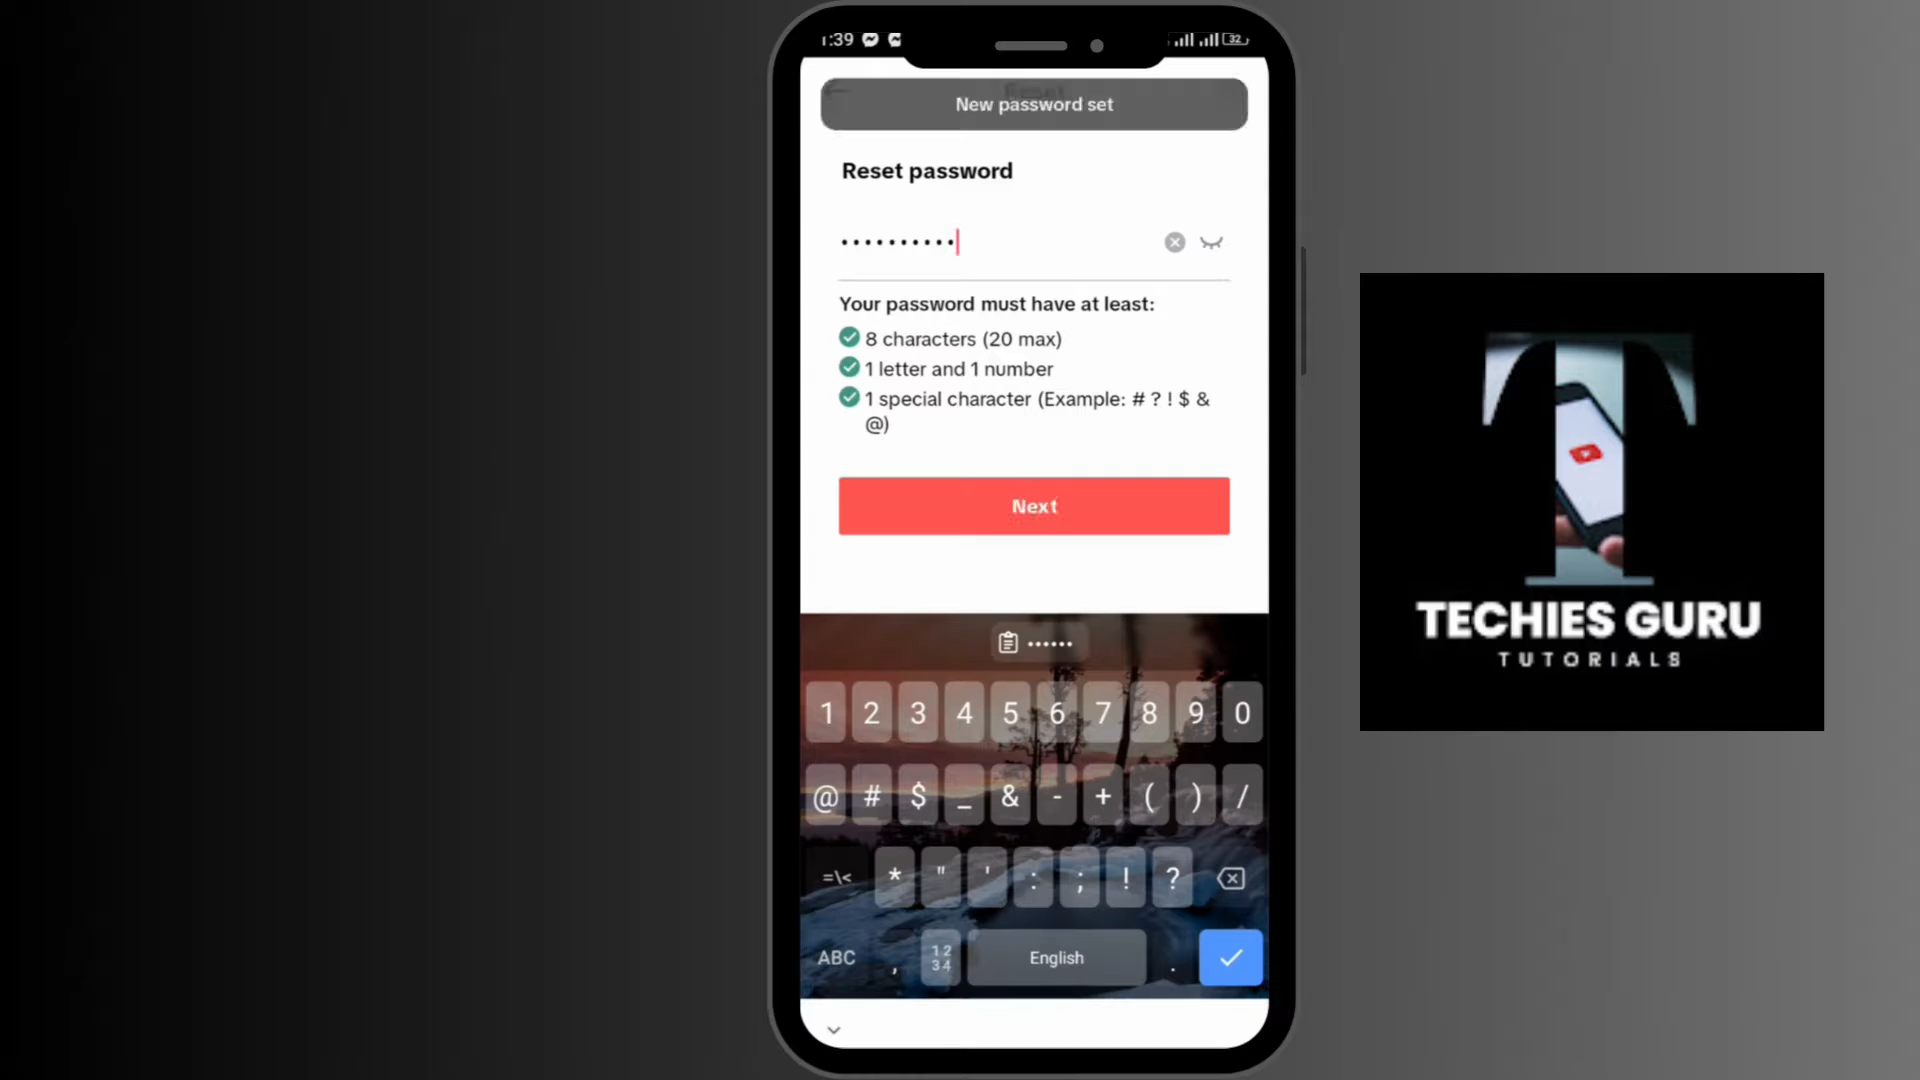 1:39
32
New password set
Reset password
••••••••••
Your password must have at least:
8 characters (20 max)
1 letter and 1 number
1 special character (Example: # ? ! $ &
@)
Next
••••••
1 2 3 4 5 6 7 8 9 0
@ # $ _ & - + ( ) /
=\< * " ' : ; ! ?
ABC , 12 34 English .
T
TECHIES GURU
TUTORIALS